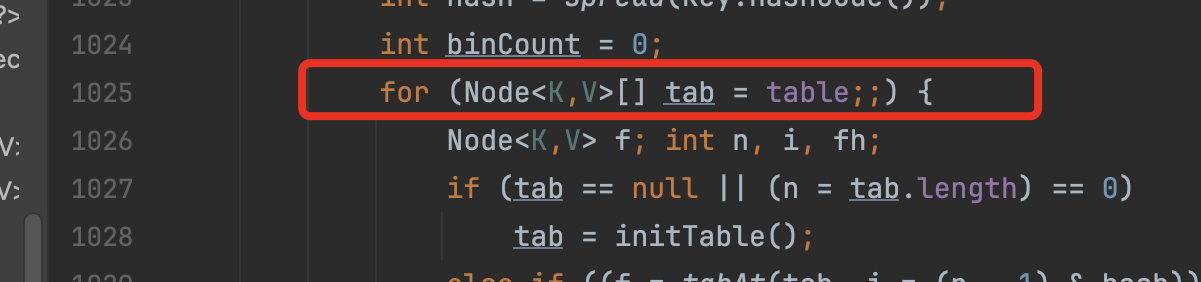 int hash = spread(key.hashCode());
?>
1024 int binCount = 0;
ec
1025 for (Node<K,V>[] tab = table;;) {
1026 Node<K,V> f; int n, i, fh;
V>
1027 if (tab == null || (n = tab.length) == 0)
V>
1028 tab = initTable();
1029 else if ((f = tabAt(tab, i = (n - 1) & hash))